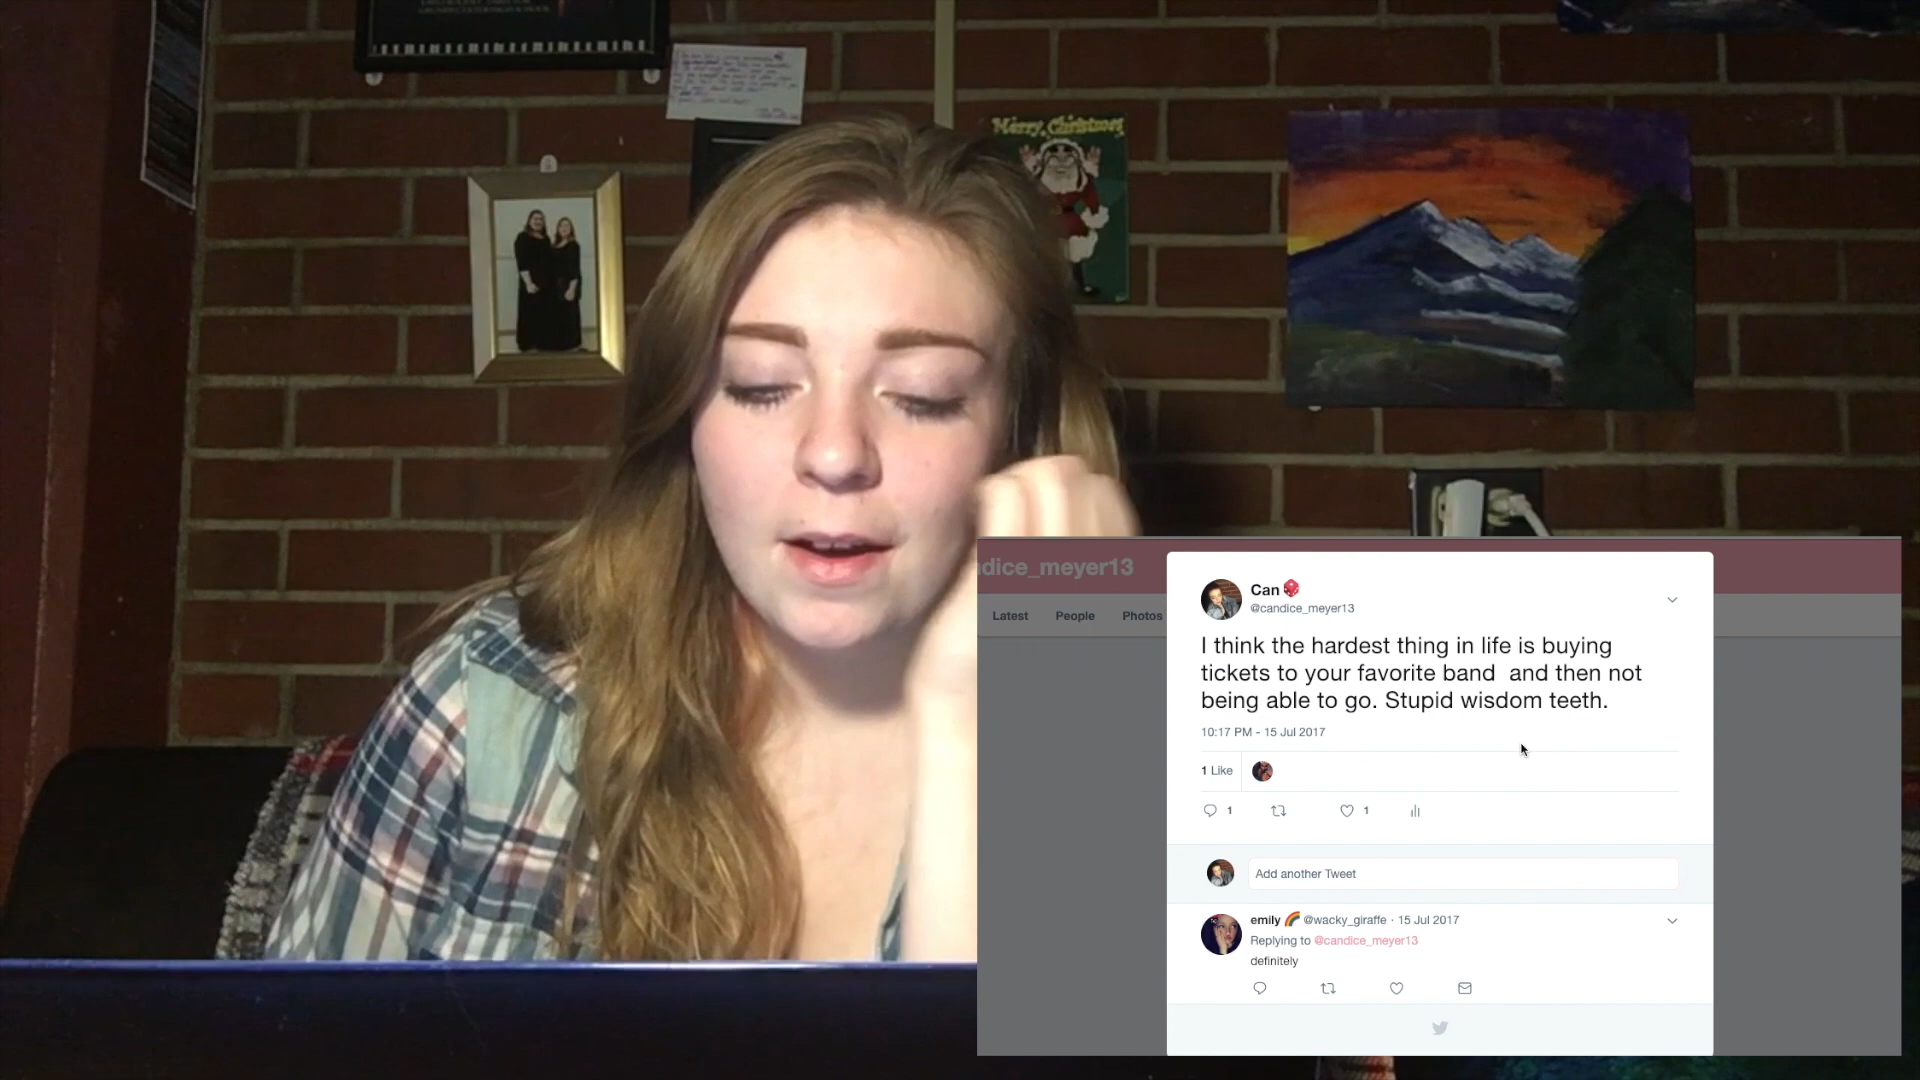 Merry Christmas
dice_meyer13
Latest People Photos
Can
@candice_meyer13
I think the hardest thing in life is buying
tickets to your favorite band and then not
being able to go. Stupid wisdom teeth.
10:17 PM - 15 Jul 2017
1 Like
1 1
Add another Tweet
emily @wacky_giraffe · 15 Jul 2017
Replying to @candice_meyer13
definitely